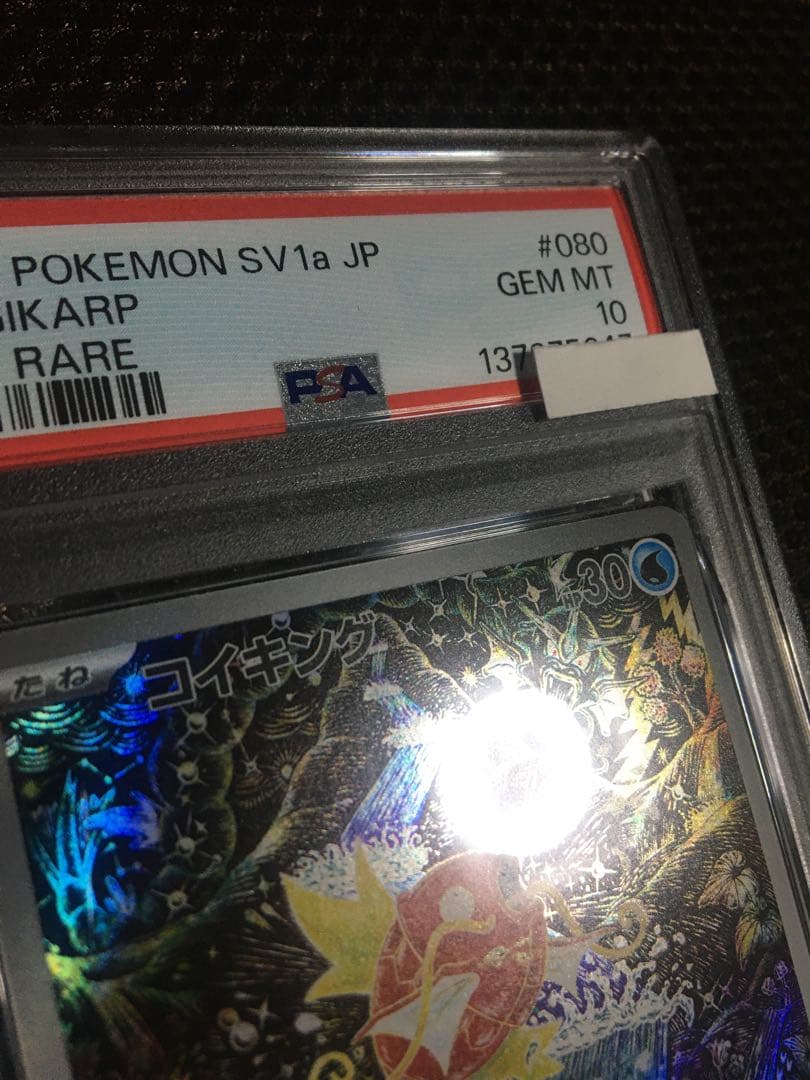 POKEMON SV1a JP
#080
GIKARP
GEM MT
RARE
10
PSA
たね
コイキング
30